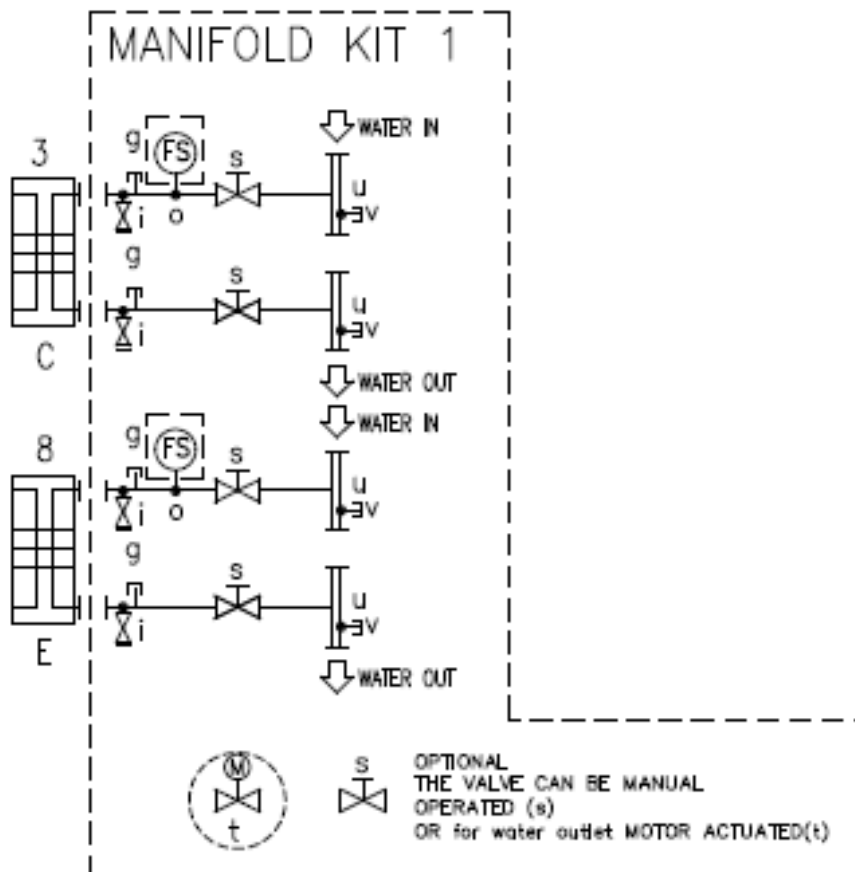 MANIFOLD KIT 1
WATER IN
3
g
FS
s
u
v
i
o
g
s
u
v
i
C
WATER OUT
WATER IN
8
g
FS
s
u
v
i
o
g
s
u
v
i
E
WATER OUT
M
t
s
OPTIONAL
THE VALVE CAN BE MANUAL
OPERATED (s)
OR for water outlet MOTOR ACTUATED(t)